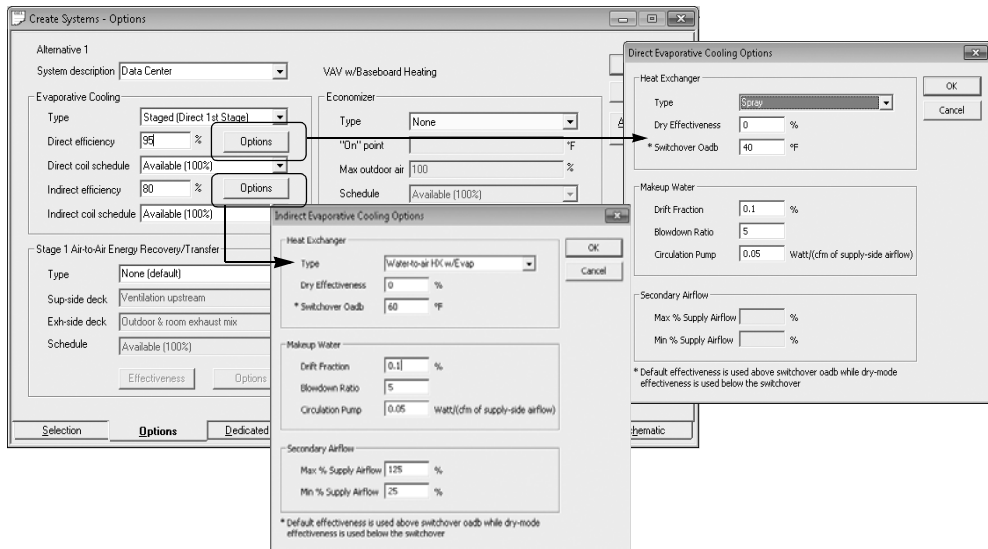 Create Systems - Options
Alternative 1
System description Data Center
VAV w/Baseboard Heating
Evaporative Cooling
Type Staged (Direct 1st Stage)
Direct efficiency 95 % Options
Direct coil schedule Available (100%)
Indirect efficiency 80 % Options
Indirect coil schedule Available (100%)
Economizer
Type None
"On" point °F
Max outdoor air 100 %
Schedule Available (100%)
Stage 1 Air-to-Air Energy Recovery/Transfer
Type None (default)
Sup-side deck Ventilation upstream
Exh-side deck Outdoor & room exhaust mix
Schedule Available (100%)
Effectiveness Options
Selection Options Dedicated
Direct Evaporative Cooling Options
Heat Exchanger
Type Spray
Dry Effectiveness 0 %
* Switchover Oadb 40 °F
OK
Cancel
Makeup Water
Drift Fraction 0.1 %
Blowdown Ratio 5
Circulation Pump 0.05 Watt/(cfm of supply-side airflow)
Secondary Airflow
Max % Supply Airflow %
Min % Supply Airflow %
* Default effectiveness is used above switchover oadb while dry-mode
effectiveness is used below the switchover
Indirect Evaporative Cooling Options
Heat Exchanger
Type Water-to-air HX w/Evap
Dry Effectiveness 0 %
* Switchover Oadb 60 °F
OK
Cancel
Makeup Water
Drift Fraction 0.1 %
Blowdown Ratio 5
Circulation Pump 0.05 Watt/(cfm of supply-side airflow)
Secondary Airflow
Max % Supply Airflow 125 %
Min % Supply Airflow 25 %
* Default effectiveness is used above switchover oadb while dry-mode
effectiveness is used below the switchover